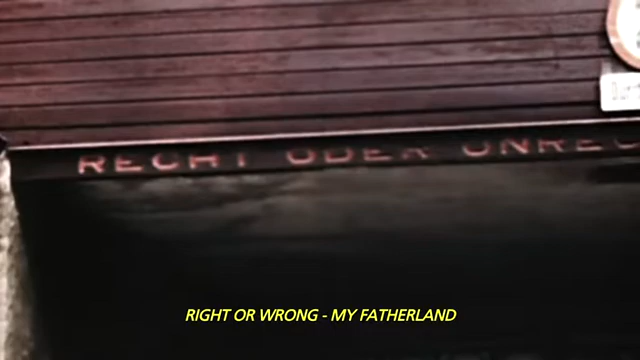 RECHT ODER UNREC
RIGHT OR WRONG - MY FATHERLAND